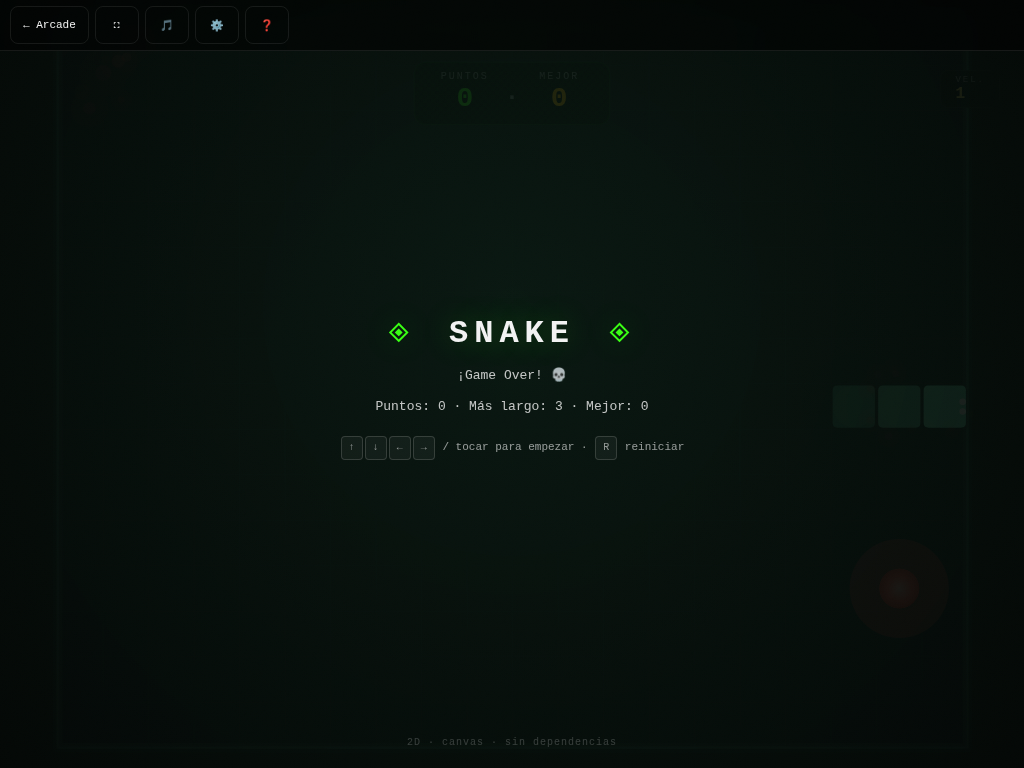 ← Arcade
PUNTOS MEJOR
0 · 0
1
SNAKE
¡Game Over! 💀
Puntos: 0 · Más largo: 3 · Mejor: 0
↑ ↓ ← → / tocar para empezar · R reiniciar
2D · canvas · sin dependencias